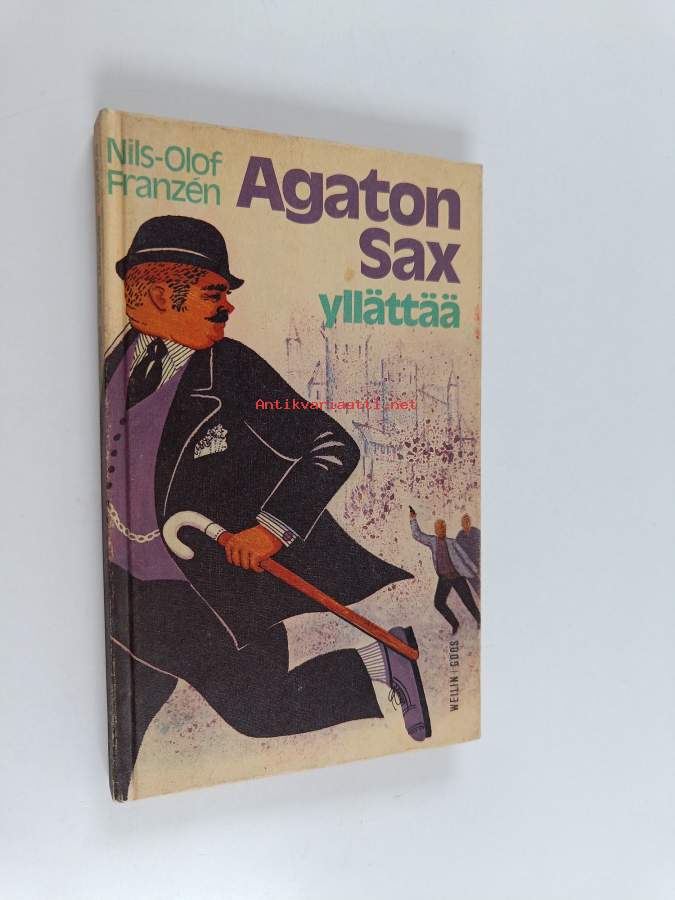 Nils-Olof
Franzén
Agaton
Sax
yllättää
Antikvariaatti.net
WELLIN+GÖÖS